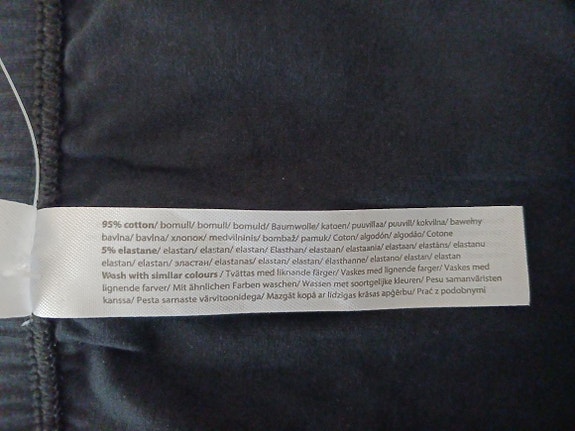 95% cotton/ bomull/ bomull/ bomuld/ Baumwolle/ katoen/ puuvillaa/ puuvill/ kokvilna/ bawełny
bavlna/ bavlna/ хлопок/ medvilninis/ bombaž/ pamuk/ Coton/ algodón/ algodão/ Cotone
5% elastane/ elastan/ elastan/ elastan/ Elasthan/ elastaan/ elastaania/ elastaan/ elastāns/ elastanu
elastan/ elastan/ эластан/ elastanas/ elastan/ elastan/ élasthanne/ elastano/ elastan/ elastan
Wash with similar colours / Tvättas med liknande färger/ Vaskes med lignende farger/ Vaskes med
lignende farver/ Mit ähnlichen Farben waschen/ Wassen met soortgelijke kleuren/ Pesu samanväristen
kanssa/ Pesta sarnaste värvitoonidega/ Mazgāt kopā ar līdzīgas krāsas apģērbu/ Prać z podobnymi